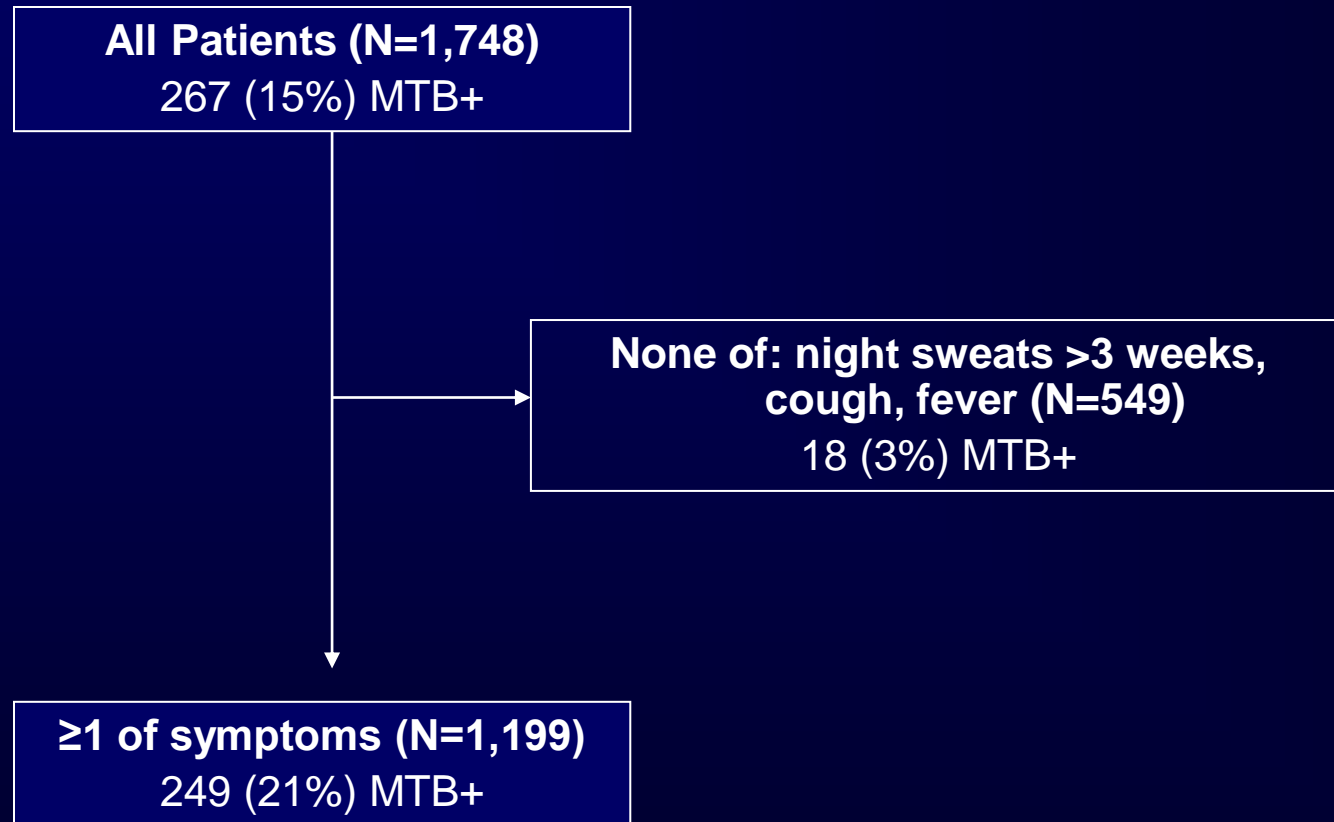 All Patients (N=1,748)
267 (15%) MTB+
None of: night sweats >3 weeks,
cough, fever (N=549)
18 (3%) MTB+
≥1 of symptoms (N=1,199)
249 (21%) MTB+